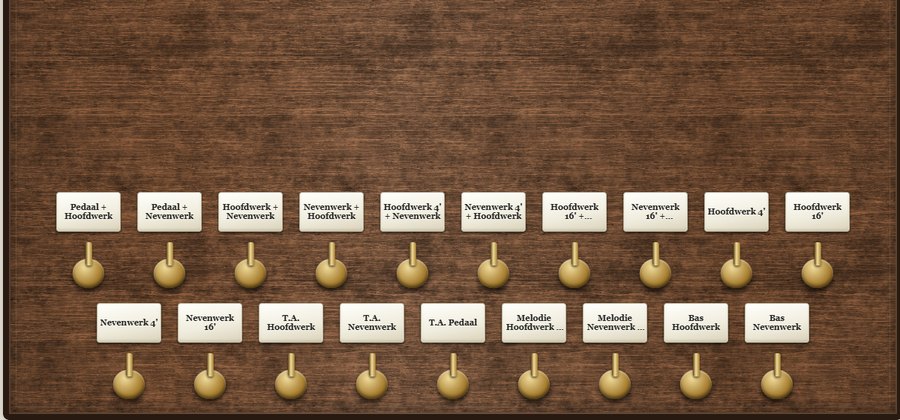 Pedaal +
Hoofdwerk
Pedaal +
Nevenwerk
Hoofdwerk +
Nevenwerk
Nevenwerk +
Hoofdwerk
Hoofdwerk 4'
+ Nevenwerk
Nevenwerk 4'
+ Hoofdwerk
Hoofdwerk
16' +...
Nevenwerk
16' +...
Hoofdwerk 4'
Hoofdwerk
16'
Nevenwerk 4'
Nevenwerk
16'
T.A.
Hoofdwerk
T.A.
Nevenwerk
T.A. Pedaal
Melodie
Hoofdwerk ...
Melodie
Nevenwerk ...
Bas
Hoofdwerk
Bas
Nevenwerk